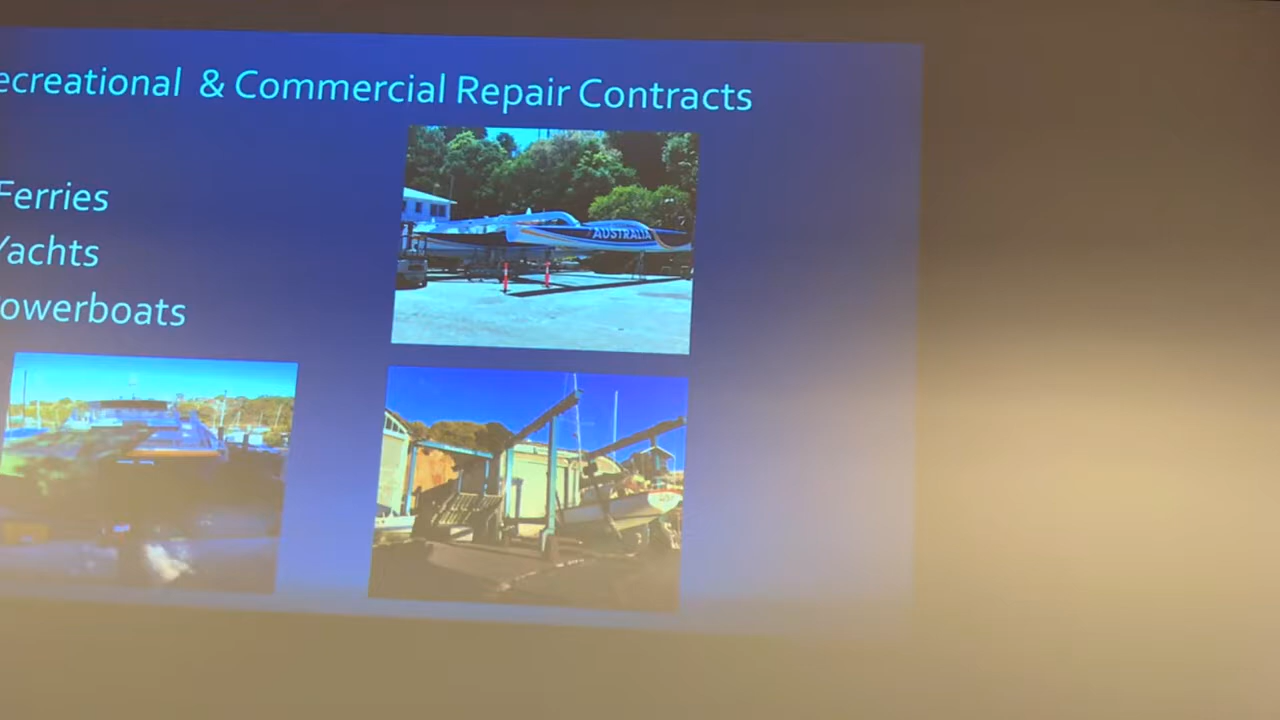 ecreational & Commercial Repair Contracts
Ferries
Yachts
owerboats
AUSTRALIA